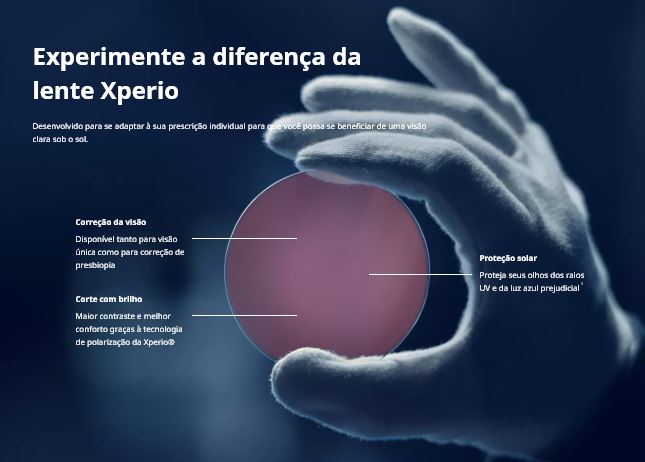 Experimente a diferença da
lente Xperio
Desenvolvido para se adaptar à sua prescrição individual para que você possa se beneficiar de uma visão
clara sob o sol.
Correção da visão
Disponível tanto para visão
única como para correção de
presbiopia
Corte com brilho
Maior contraste e melhor
conforto graças à tecnologia
de polarização da Xperio®
Proteção solar
Proteja seus olhos dos raios
UV e da luz azul prejudicial